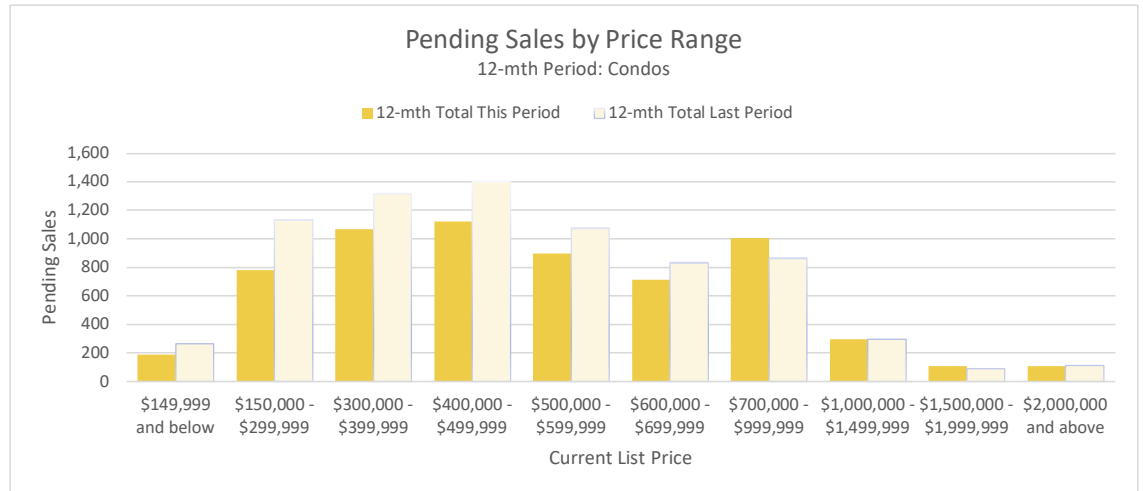 Pending Sales by Price Range
12-mth Period: Condos
12-mth Total This Period 12-mth Total Last Period
1,600
1,400
1,200
1,000
800
600
400
200
0
Pending Sales
$149,999 $150,000 - $300,000 - $400,000 - $500,000 - $600,000 - $700,000 - $1,000,000 - $1,500,000 - $2,000,000
and below $299,999 $399,999 $499,999 $599,999 $699,999 $999,999 $1,499,999 $1,999,999 and above
Current List Price